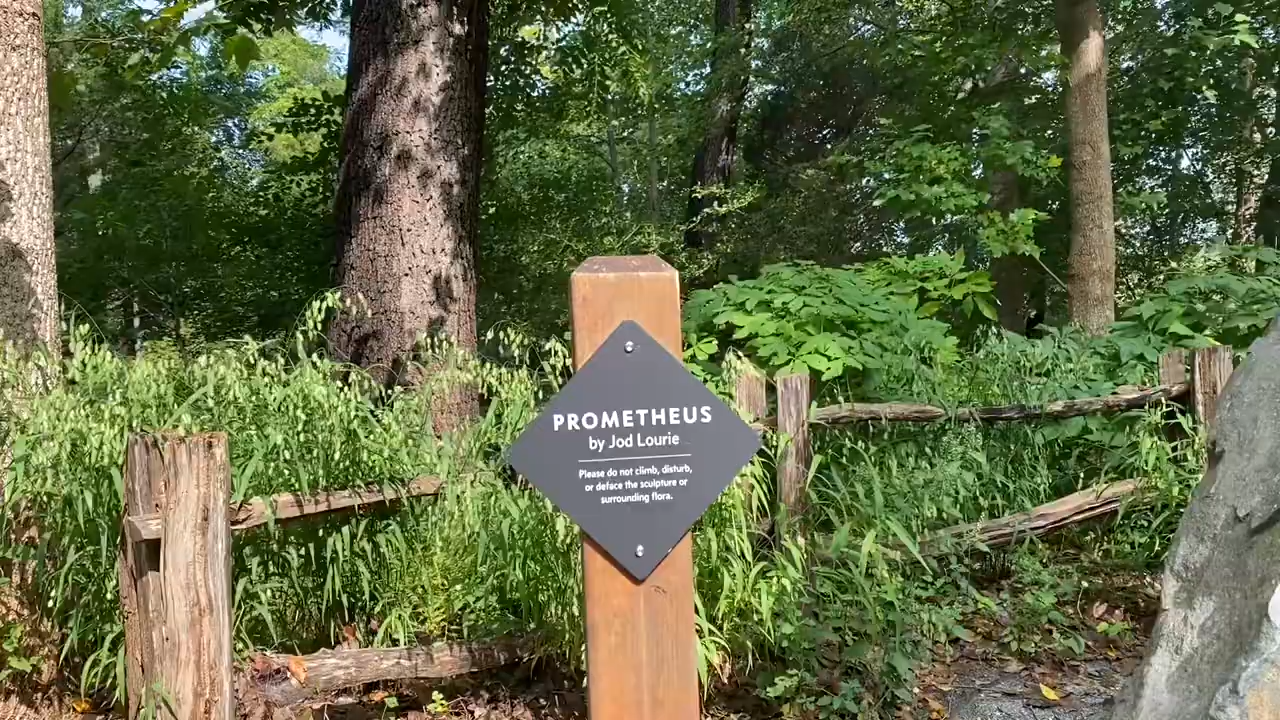 PROMETHEUS
by Jod Lourie
Please do not climb, disturb,
or deface the sculpture or
surrounding flora.